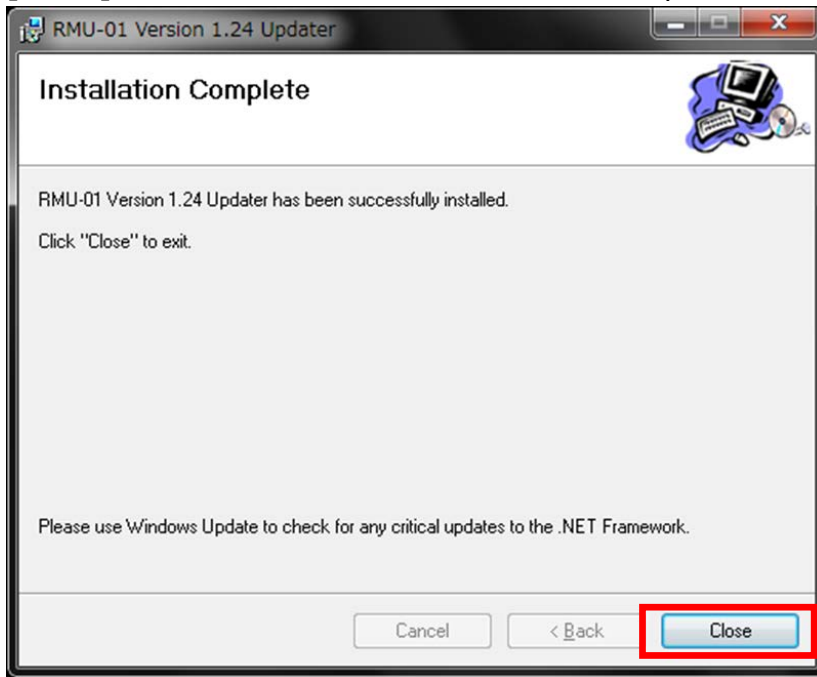 RMU-01 Version 1.24 Updater
Installation Complete
RMU-01 Version 1.24 Updater has been successfully installed.
Click "Close" to exit.
Please use Windows Update to check for any critical updates to the .NET Framework.
Cancel < Back Close